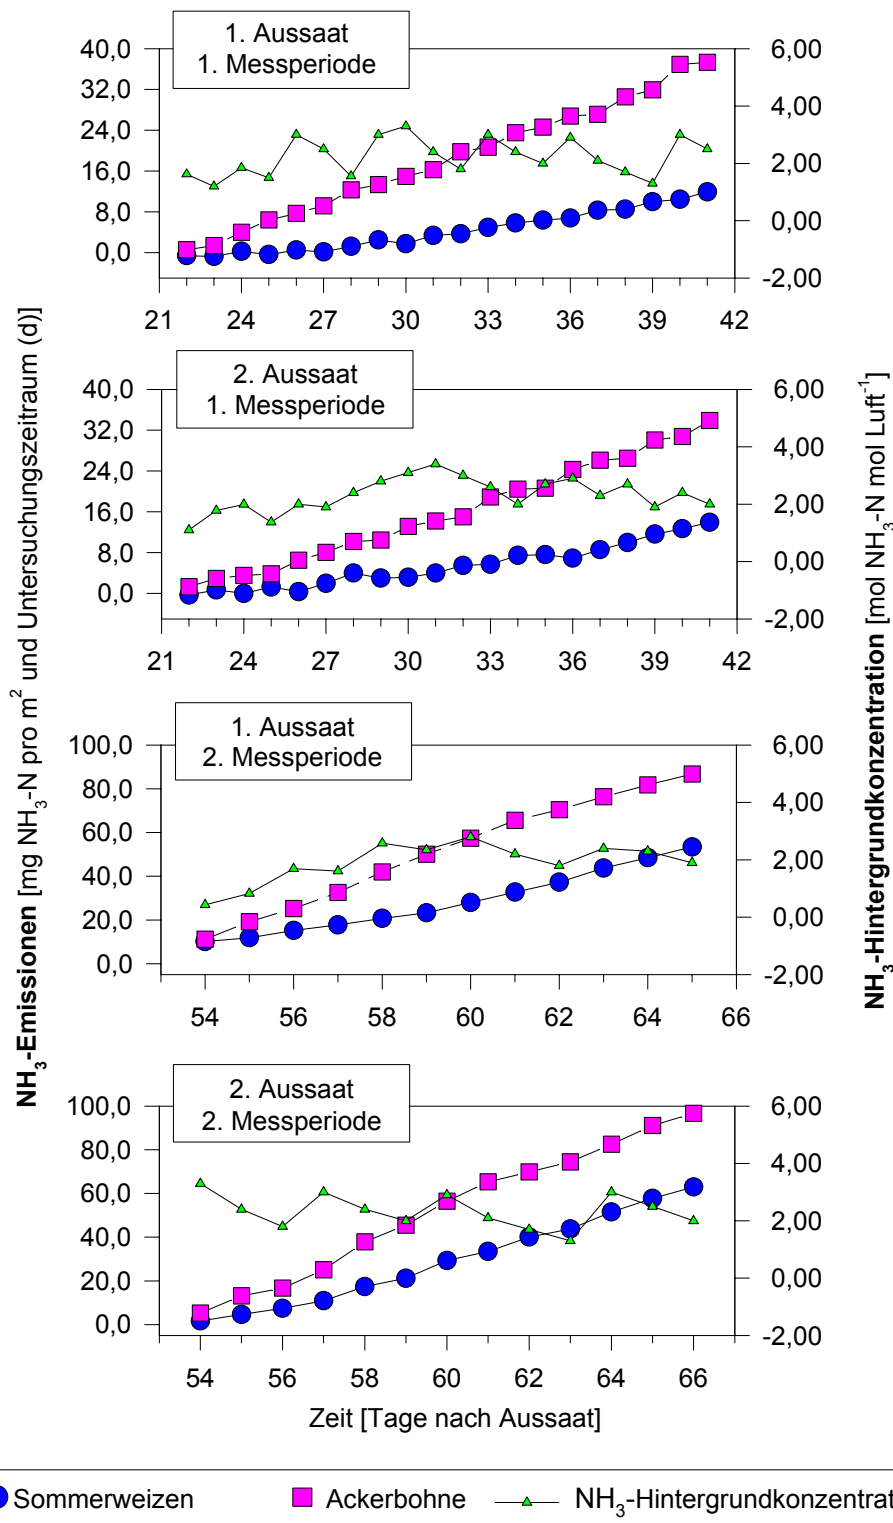 1. Aussaat
1. Messperiode
40,0
32,0
24,0
16,0
8,0
0,0
6,00
4,00
2,00
0,00
-2,00
21 24 27 30 33 36 39 42
2. Aussaat
1. Messperiode
40,0
32,0
24,0
16,0
8,0
0,0
6,00
4,00
2,00
0,00
-2,00
21 24 27 30 33 36 39 42
1. Aussaat
2. Messperiode
100,0
80,0
60,0
40,0
20,0
0,0
6,00
4,00
2,00
0,00
-2,00
54 56 58 60 62 64 66
2. Aussaat
2. Messperiode
100,0
80,0
60,0
40,0
20,0
0,0
6,00
4,00
2,00
0,00
-2,00
54 56 58 60 62 64 66
Zeit [Tage nach Aussaat]
NH₃-Emissionen [mg NH₃-N pro m² und Untersuchungszeitraum (d)]
NH₃-Hintergrundkonzentration [mol NH₃-N mol Luft⁻¹]
Sommerweizen Ackerbohne NH₃-Hintergrundkonzentrat